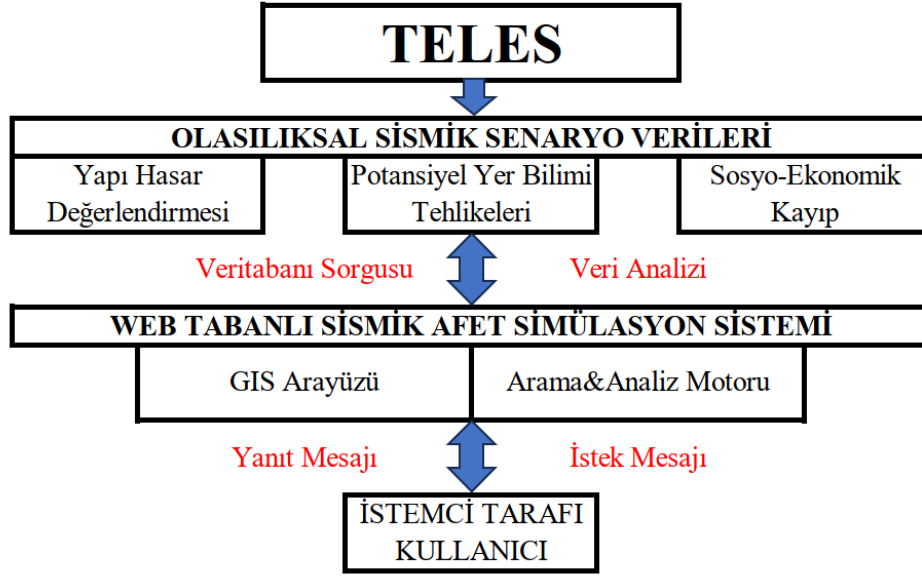 TELES
OLASILIKSAL SİSMİK SENARYO VERİLERİ
Yapı Hasar
Değerlendirmesi
Potansiyel Yer Bilimi
Tehlikeleri
Sosyo-Ekonomik
Kayıp
Veritabanı Sorgusu
Veri Analizi
WEB TABANLI SİSMİK AFET SİMÜLASYON SİSTEMİ
GIS Arayüzü
Arama&Analiz Motoru
Yanıt Mesajı
İstek Mesajı
İSTEMCİ TARAFI
KULLANICI